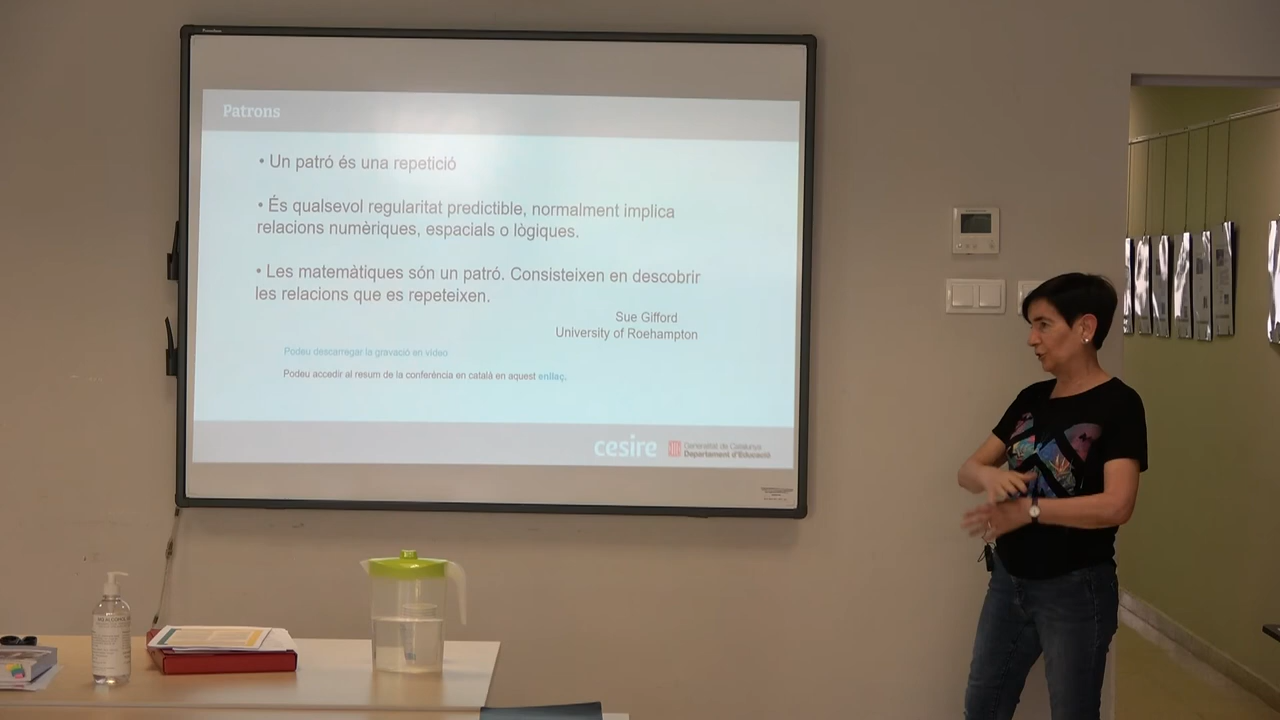 Patrons
• Un patró és una repetició
• És qualsevol regularitat predictible, normalment implica
relacions numèriques, espacials o lògiques.
• Les matemàtiques són un patró. Consisteixen en descobrir
les relacions que es repeteixen.
Sue Gifford
University of Roehampton
Podeu descarregar la gravació en vídeo
Podeu accedir al resum de la conferència en català en aquest enllaç.
cesire
Generalitat de Catalunya
Departament d'Educació